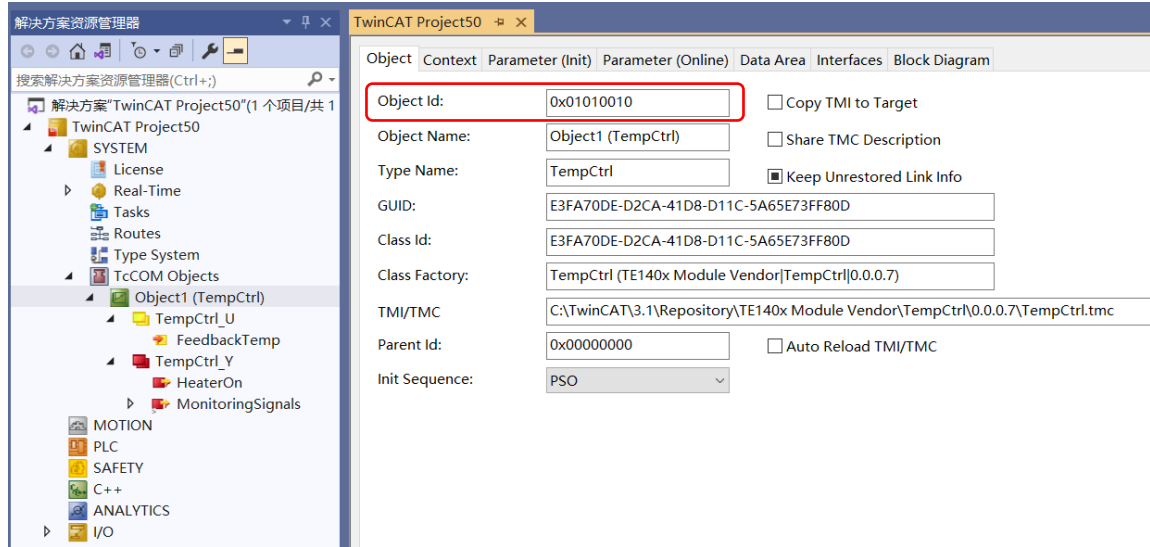 解决方案资源管理器
搜索解决方案资源管理器(Ctrl+;)
解决方案"TwinCAT Project50"(1 个项目/共 1
TwinCAT Project50
SYSTEM
License
Real-Time
Tasks
Routes
Type System
TcCOM Objects
Object1 (TempCtrl)
TempCtrl_U
FeedbackTemp
TempCtrl_Y
HeaterOn
MonitoringSignals
MOTION
PLC
SAFETY
C++
ANALYTICS
I/O
TwinCAT Project50
Object Context Parameter (Init) Parameter (Online) Data Area Interfaces Block Diagram
Object Id: 0x01010010 Copy TMI to Target
Object Name: Object1 (TempCtrl) Share TMC Description
Type Name: TempCtrl Keep Unrestored Link Info
GUID: E3FA70DE-D2CA-41D8-D11C-5A65E73FF80D
Class Id: E3FA70DE-D2CA-41D8-D11C-5A65E73FF80D
Class Factory: TempCtrl (TE140x Module Vendor|TempCtrl|0.0.0.7)
TMI/TMC C:\TwinCAT\3.1\Repository\TE140x Module Vendor\TempCtrl\0.0.0.7\TempCtrl.tmc
Parent Id: 0x00000000 Auto Reload TMI/TMC
Init Sequence: PSO